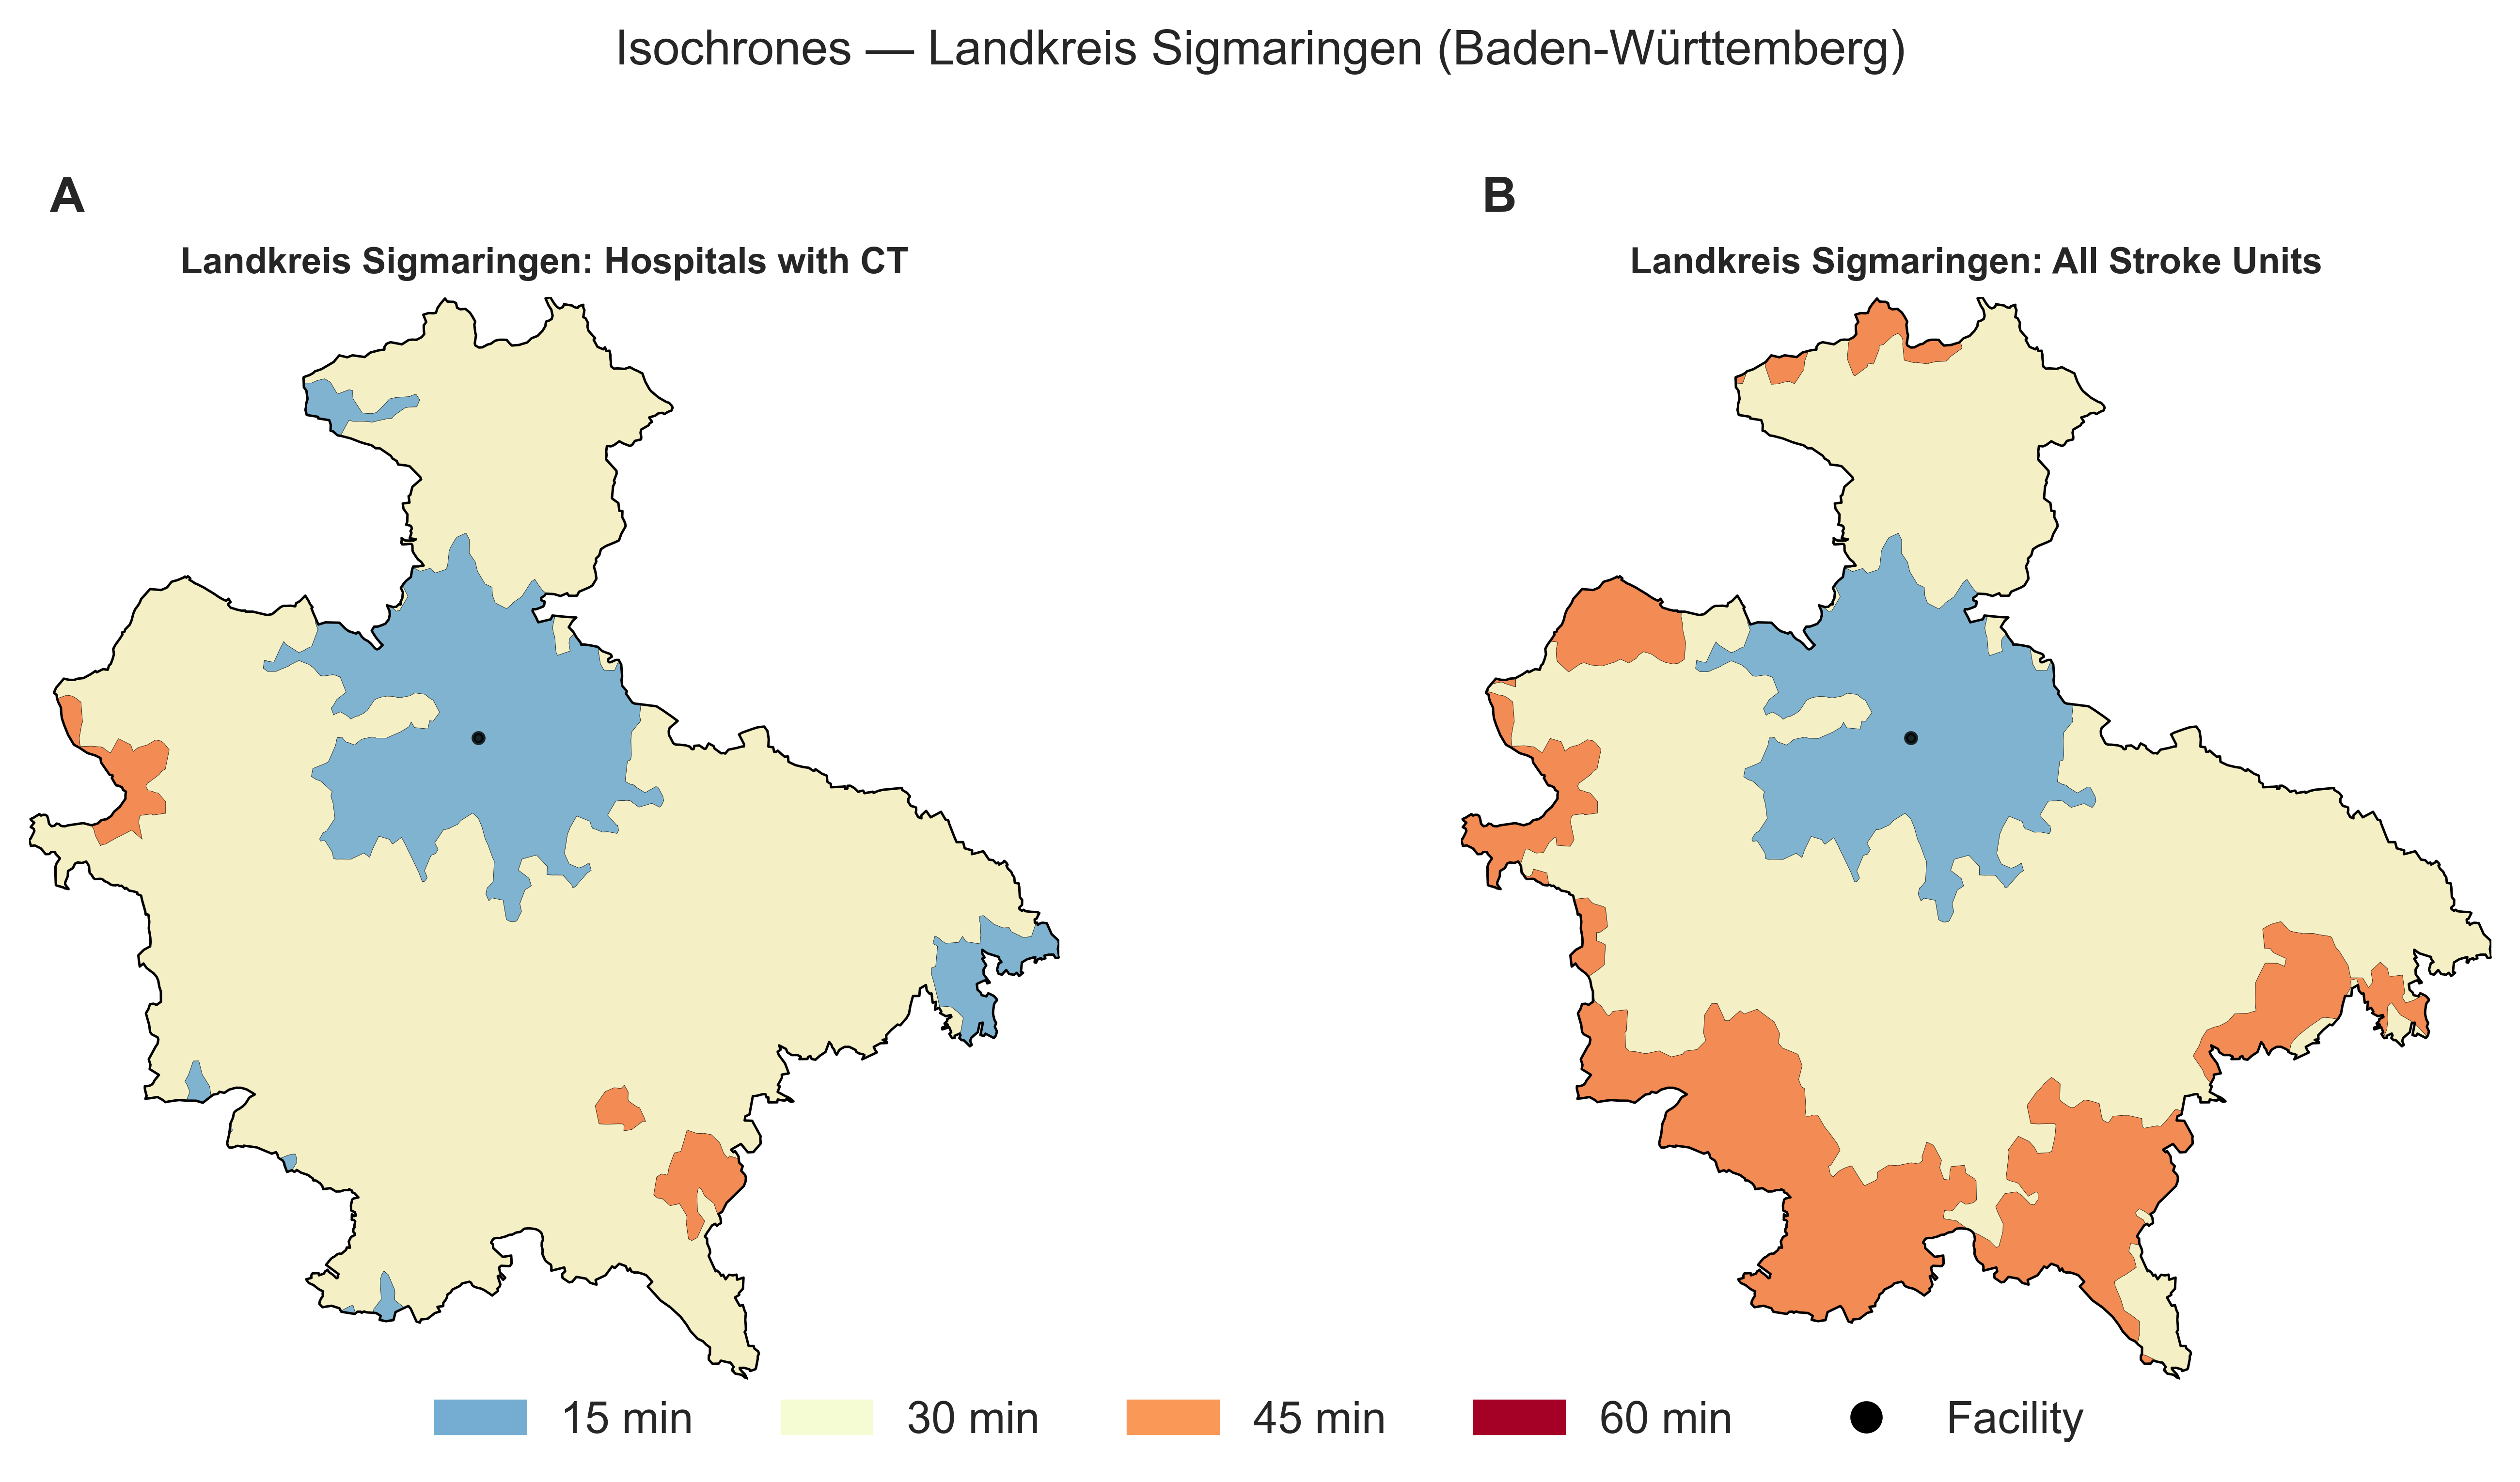 Isochrones — Landkreis Sigmaringen (Baden-Württemberg)
A
B
Landkreis Sigmaringen: Hospitals with CT
Landkreis Sigmaringen: All Stroke Units
15 min
30 min
45 min
60 min
Facility